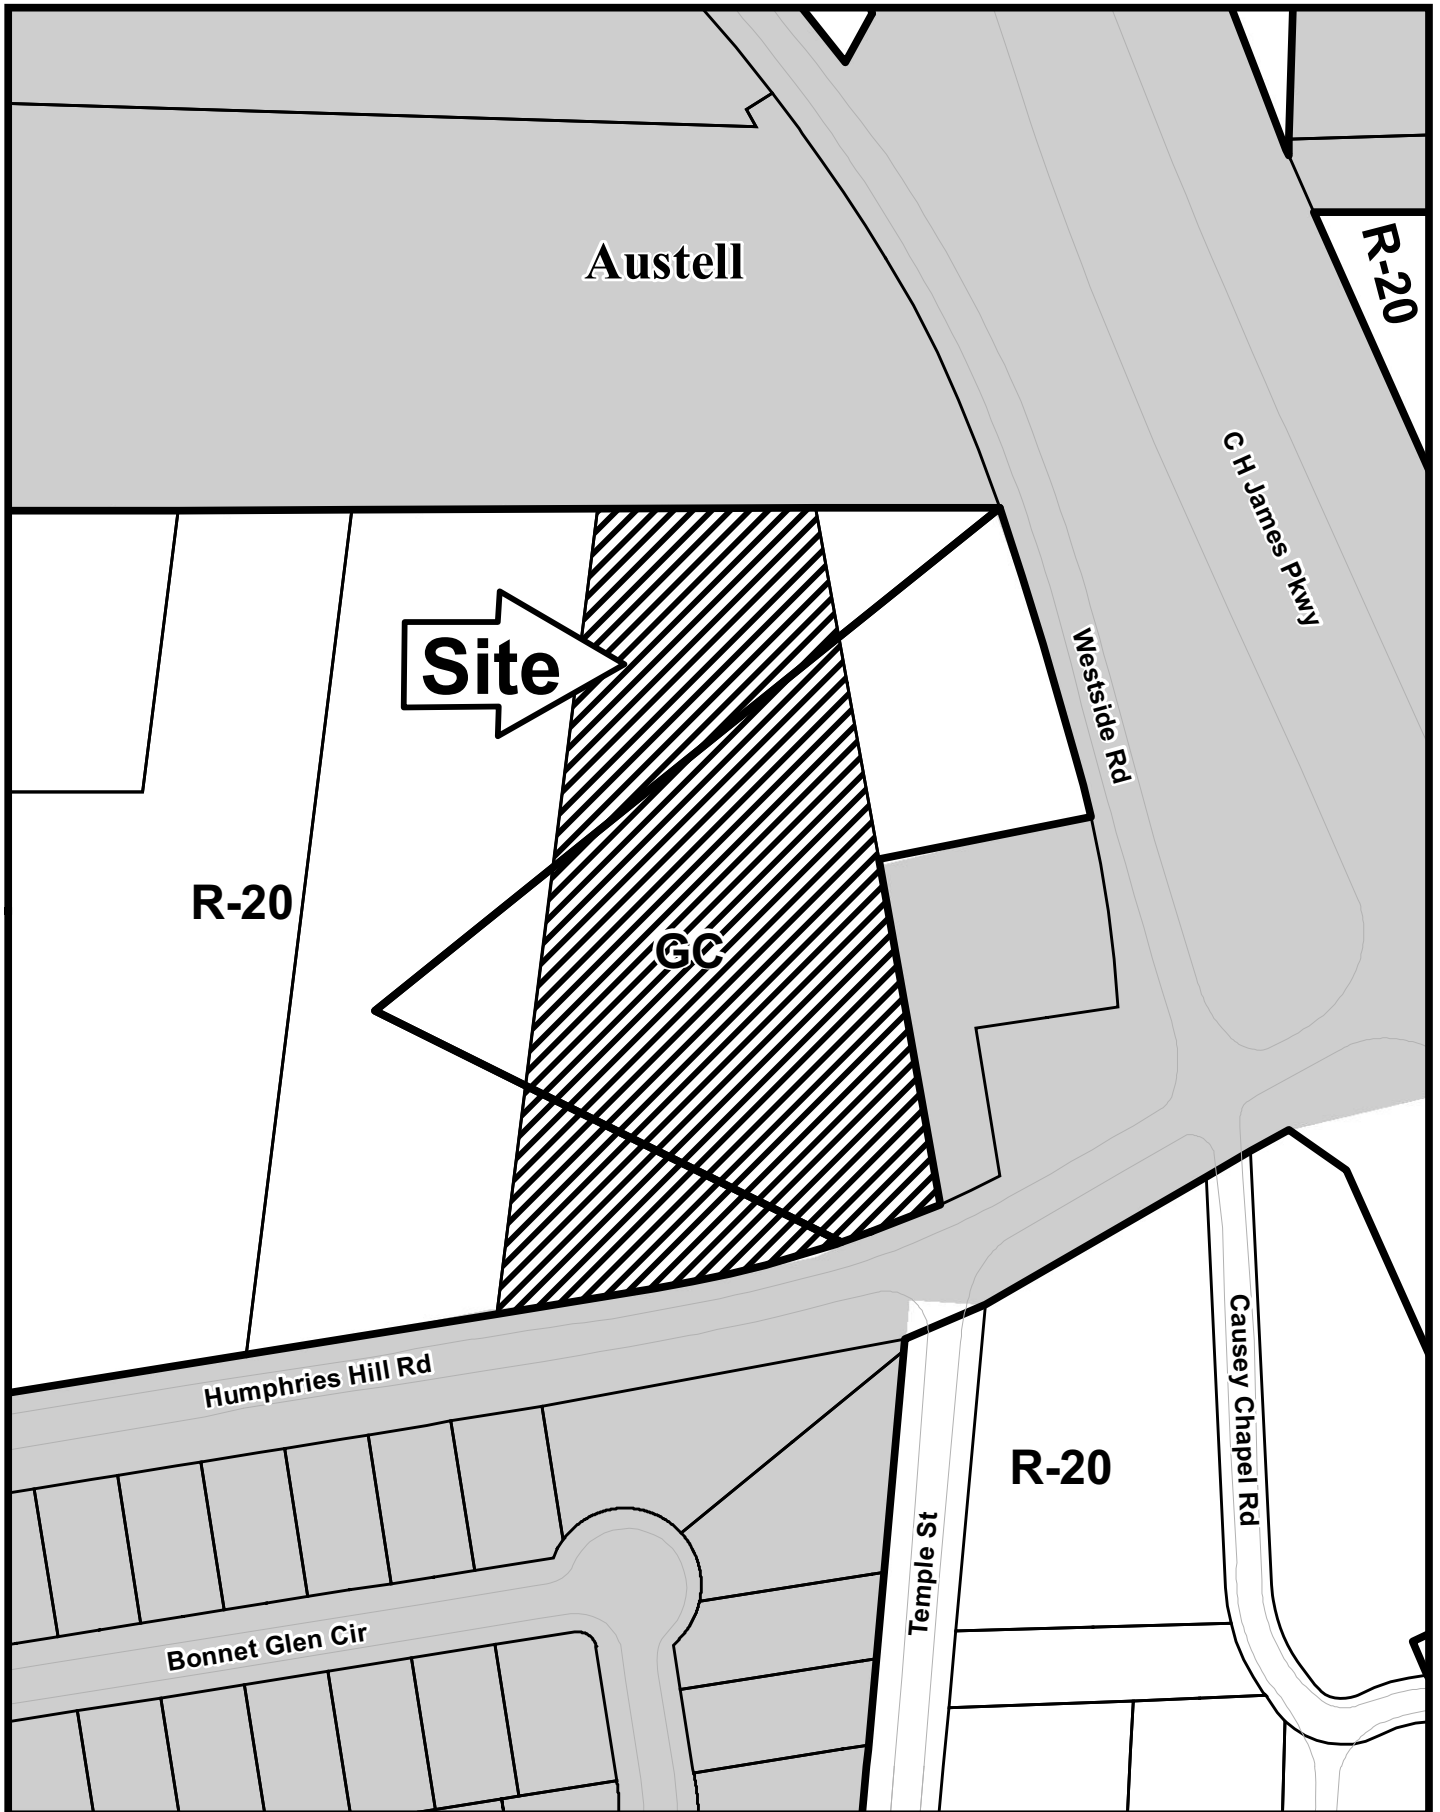 Austell
R-20
C H James Pkwy
Site
Westside Rd
R-20
GC
Humphries Hill Rd
Causey Chapel Rd
R-20
Temple St
Bonnet Glen Cir